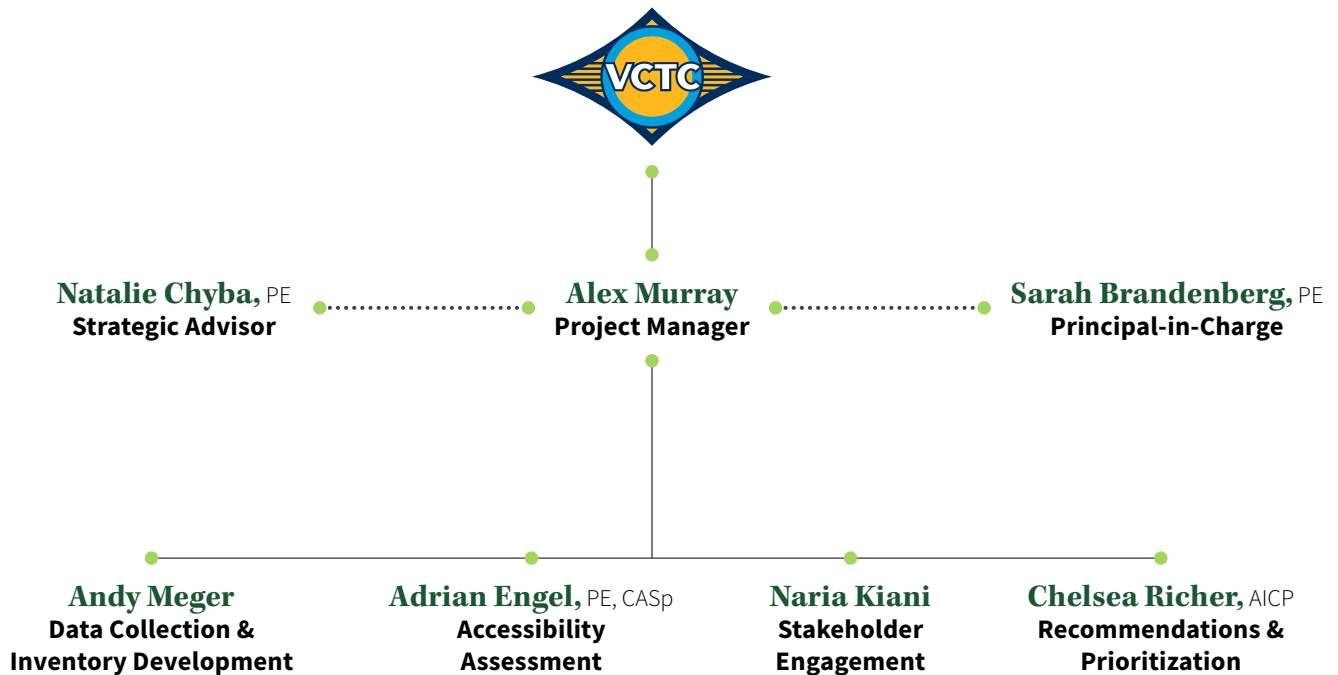 VCTC
Natalie Chyba, PE
Strategic Advisor
Alex Murray
Project Manager
Sarah Brandenberg, PE
Principal-in-Charge
Andy Meger
Data Collection &
Inventory Development
Adrian Engel, PE, CASp
Accessibility
Assessment
Naria Kiani
Stakeholder
Engagement
Chelsea Richer, AICP
Recommendations &
Prioritization